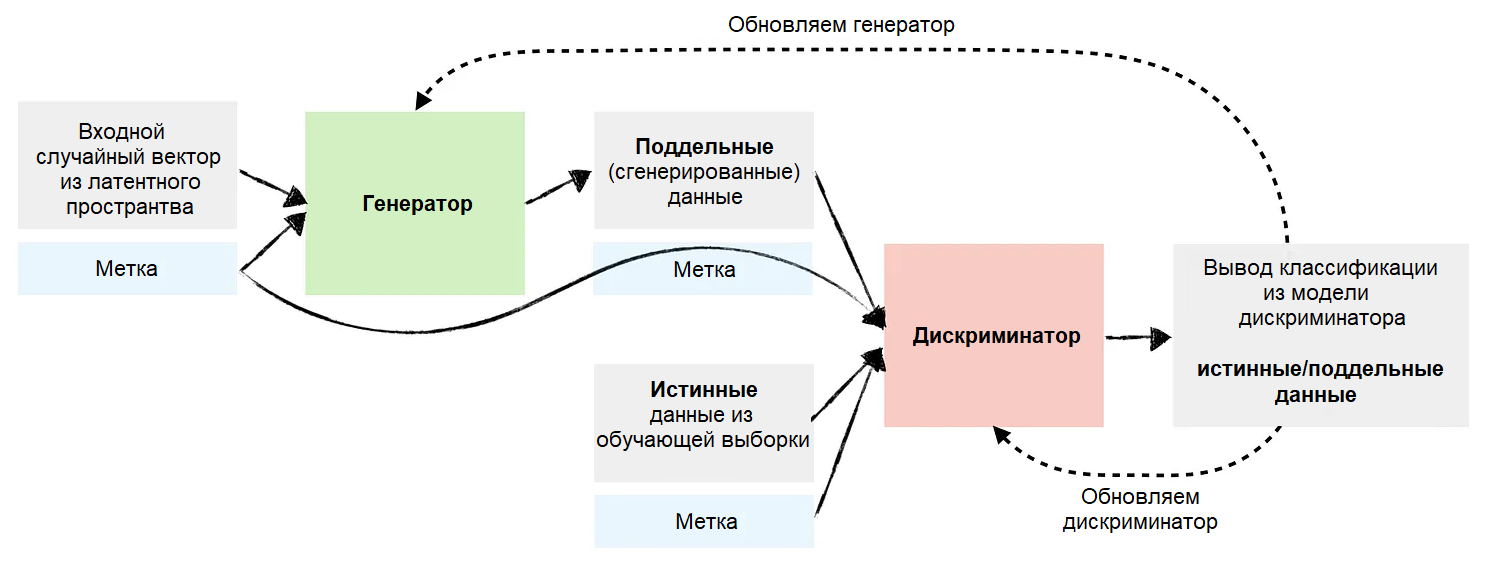 Обновляем генератор
Входной
случайный вектор
из латентного
пространтва
Метка
Генератор
Поддельные
(сгенерированные)
данные
Метка
Истинные
данные из
обучающей выборки
Метка
Дискриминатор
Вывод классификации
из модели
дискриминатора
истинные/поддельные
данные
Обновляем
дискриминатор